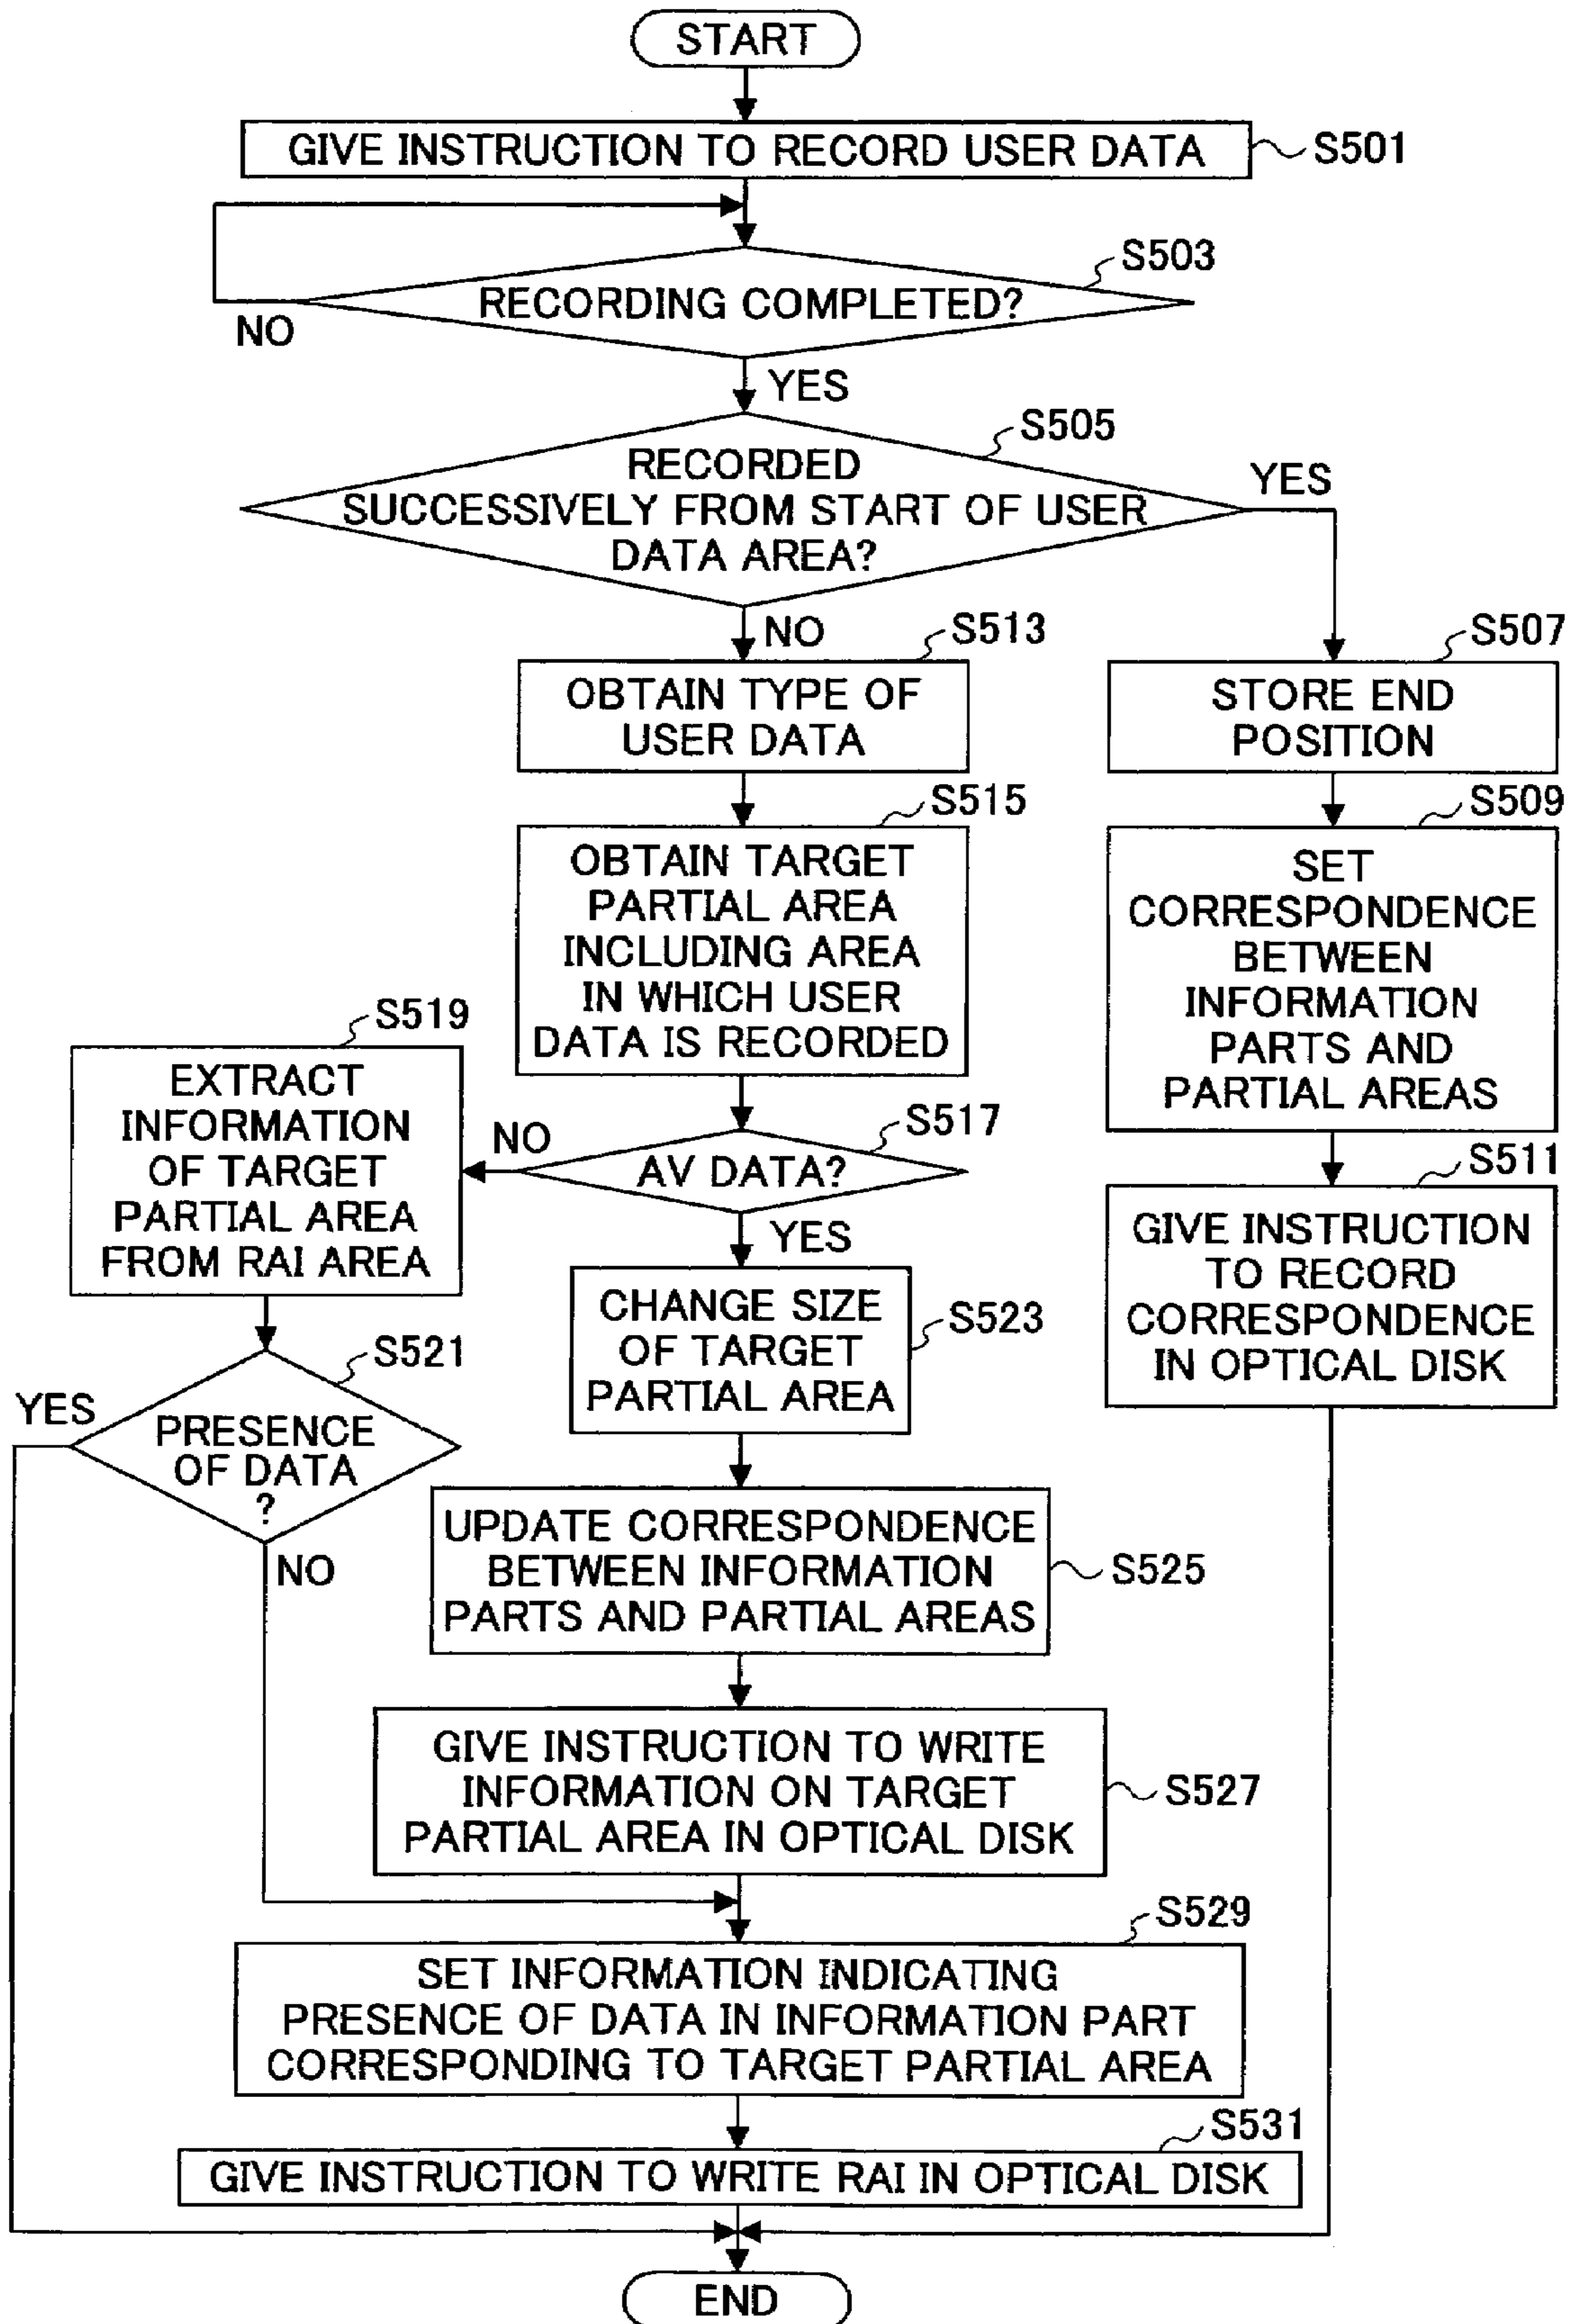 START
GIVE INSTRUCTION TO RECORD USER DATA
S501
S503
RECORDING COMPLETED?
NO
YES
S505
RECORDED
SUCCESSIVELY FROM START OF USER
DATA AREA?
YES
NO
S513
OBTAIN TYPE OF
USER DATA
S507
STORE END
POSITION
S515
OBTAIN TARGET
PARTIAL AREA
INCLUDING AREA
IN WHICH USER
DATA IS RECORDED
S509
SET
CORRESPONDENCE
BETWEEN
INFORMATION
PARTS AND
PARTIAL AREAS
S519
EXTRACT
INFORMATION
OF TARGET
PARTIAL AREA
FROM RAI AREA
NO
S517
AV DATA?
YES
S511
GIVE INSTRUCTION
TO RECORD
CORRESPONDENCE
IN OPTICAL DISK
S523
CHANGE SIZE
OF TARGET
PARTIAL AREA
S521
YES
PRESENCE
OF DATA
?
NO
UPDATE CORRESPONDENCE
BETWEEN INFORMATION
PARTS AND PARTIAL AREAS
S525
GIVE INSTRUCTION TO WRITE
INFORMATION ON TARGET
PARTIAL AREA IN OPTICAL DISK
S527
S529
SET INFORMATION INDICATING
PRESENCE OF DATA IN INFORMATION PART
CORRESPONDING TO TARGET PARTIAL AREA
S531
GIVE INSTRUCTION TO WRITE RAI IN OPTICAL DISK
END